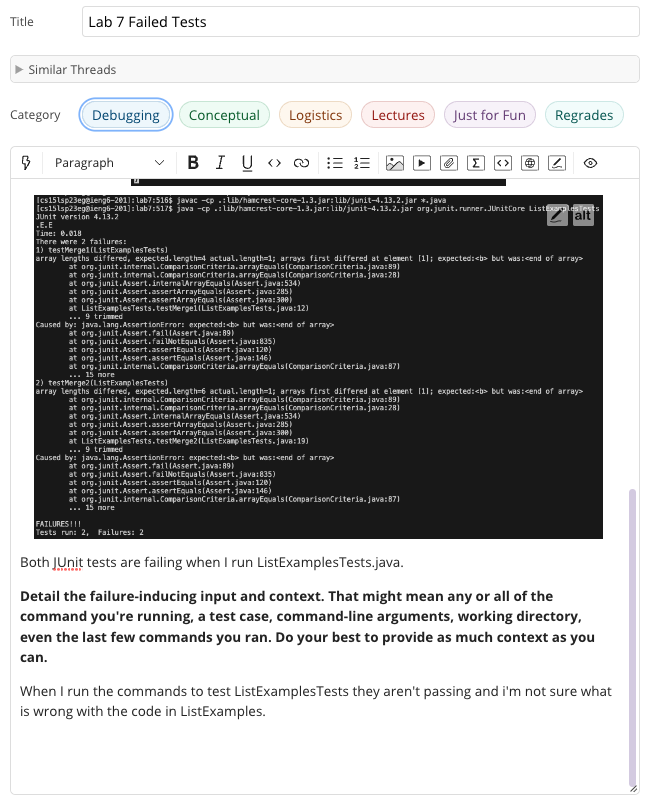 Title
Lab 7 Failed Tests
Similar Threads
Category Debugging Conceptual Logistics Lectures Just for Fun Regrades
Paragraph B I U Σ
[cs15lsp23eg@ieng6-201]:lab7:516$ javac -cp .:lib/hamcrest-core-1.3.jar:lib/junit-4.13.2.jar *.java
[cs15lsp23eg@ieng6-201]:lab7:517$ java -cp .:lib/hamcrest-core-1.3.jar:lib/junit-4.13.2.jar org.junit.runner.JUnitCore ListExamplesTests
alt
JUnit version 4.13.2
.E.E
Time: 0.018
There were 2 failures:
1) testMerge1(ListExamplesTests)
array lengths differed, expected.length=4 actual.length=1; arrays first differed at element [1]; expected:<b> but was:<end of array>
at org.junit.internal.ComparisonCriteria.arrayEquals(ComparisonCriteria.java:89)
at org.junit.internal.ComparisonCriteria.arrayEquals(ComparisonCriteria.java:28)
at org.junit.Assert.internalArrayEquals(Assert.java:534)
at org.junit.Assert.assertArrayEquals(Assert.java:285)
at org.junit.Assert.assertArrayEquals(Assert.java:300)
at ListExamplesTests.testMerge1(ListExamplesTests.java:12)
... 9 trimmed
Caused by: java.lang.AssertionError: expected:<b> but was:<end of array>
at org.junit.Assert.fail(Assert.java:89)
at org.junit.Assert.failNotEquals(Assert.java:835)
at org.junit.Assert.assertEquals(Assert.java:120)
at org.junit.Assert.assertEquals(Assert.java:146)
at org.junit.internal.ComparisonCriteria.arrayEquals(ComparisonCriteria.java:87)
... 15 more
2) testMerge2(ListExamplesTests)
array lengths differed, expected.length=6 actual.length=1; arrays first differed at element [1]; expected:<b> but was:<end of array>
at org.junit.internal.ComparisonCriteria.arrayEquals(ComparisonCriteria.java:89)
at org.junit.internal.ComparisonCriteria.arrayEquals(ComparisonCriteria.java:28)
at org.junit.Assert.internalArrayEquals(Assert.java:534)
at org.junit.Assert.assertArrayEquals(Assert.java:285)
at org.junit.Assert.assertArrayEquals(Assert.java:300)
at ListExamplesTests.testMerge2(ListExamplesTests.java:19)
... 9 trimmed
Caused by: java.lang.AssertionError: expected:<b> but was:<end of array>
at org.junit.Assert.fail(Assert.java:89)
at org.junit.Assert.failNotEquals(Assert.java:835)
at org.junit.Assert.assertEquals(Assert.java:120)
at org.junit.Assert.assertEquals(Assert.java:146)
at org.junit.internal.ComparisonCriteria.arrayEquals(ComparisonCriteria.java:87)
... 15 more
FAILURES!!!
Tests run: 2,  Failures: 2
Both JUnit tests are failing when I run ListExamplesTests.java.
Detail the failure-inducing input and context. That might mean any or all of the
command you're running, a test case, command-line arguments, working directory,
even the last few commands you ran. Do your best to provide as much context as you
can.
When I run the commands to test ListExamplesTests they aren't passing and i'm not sure what
is wrong with the code in ListExamples.